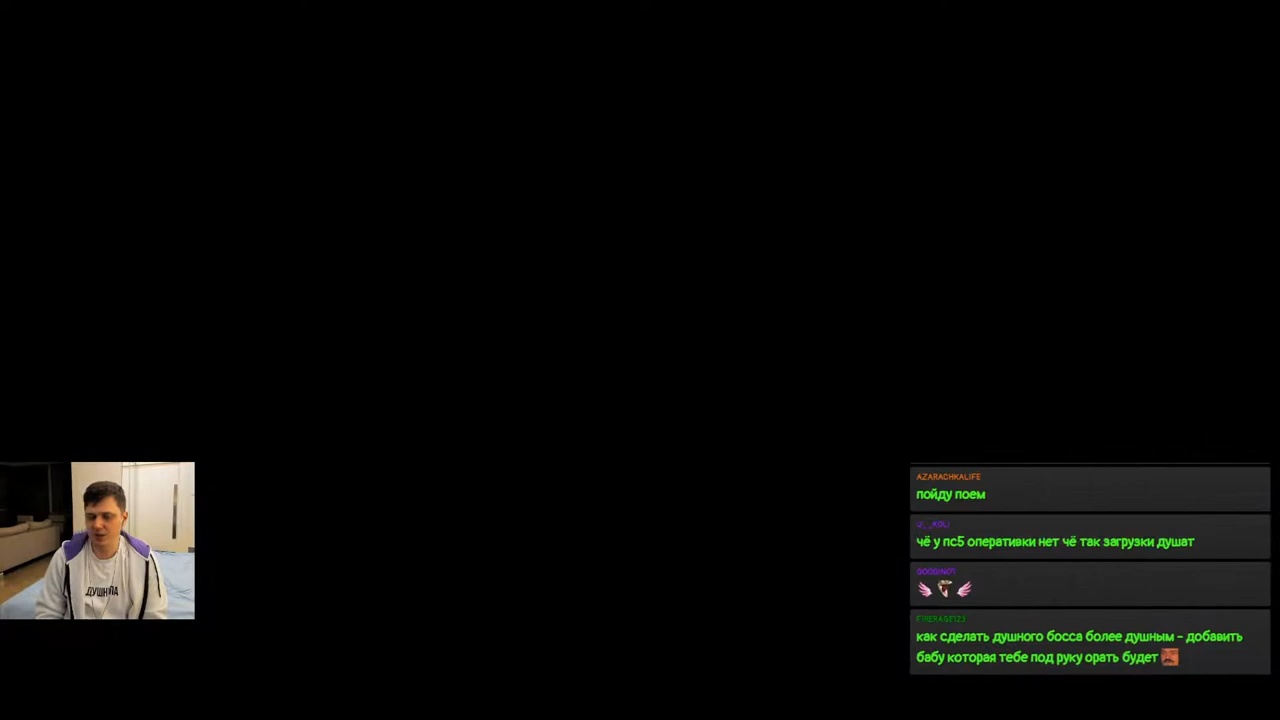 AZARACHKALIFE
пойду поем
чё у пс5 оперативки нет чё так загрузки душат
FIRERAGE123
как сделать душного босса более душным - добавить
бабу которая тебе под руку орать будет